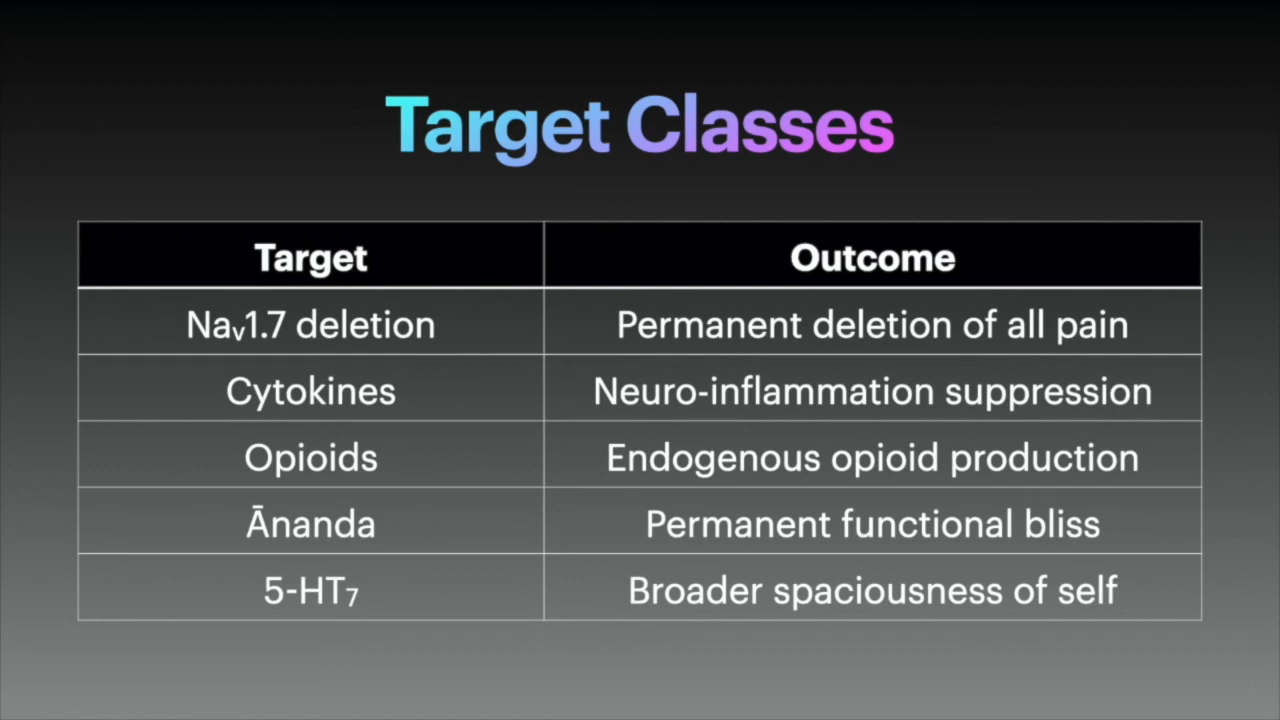 Target Classes
Target Outcome
Naᵥ1.7 deletion Permanent deletion of all pain
Cytokines Neuro-inflammation suppression
Opioids Endogenous opioid production
Ānanda Permanent functional bliss
5-HT₇ Broader spaciousness of self